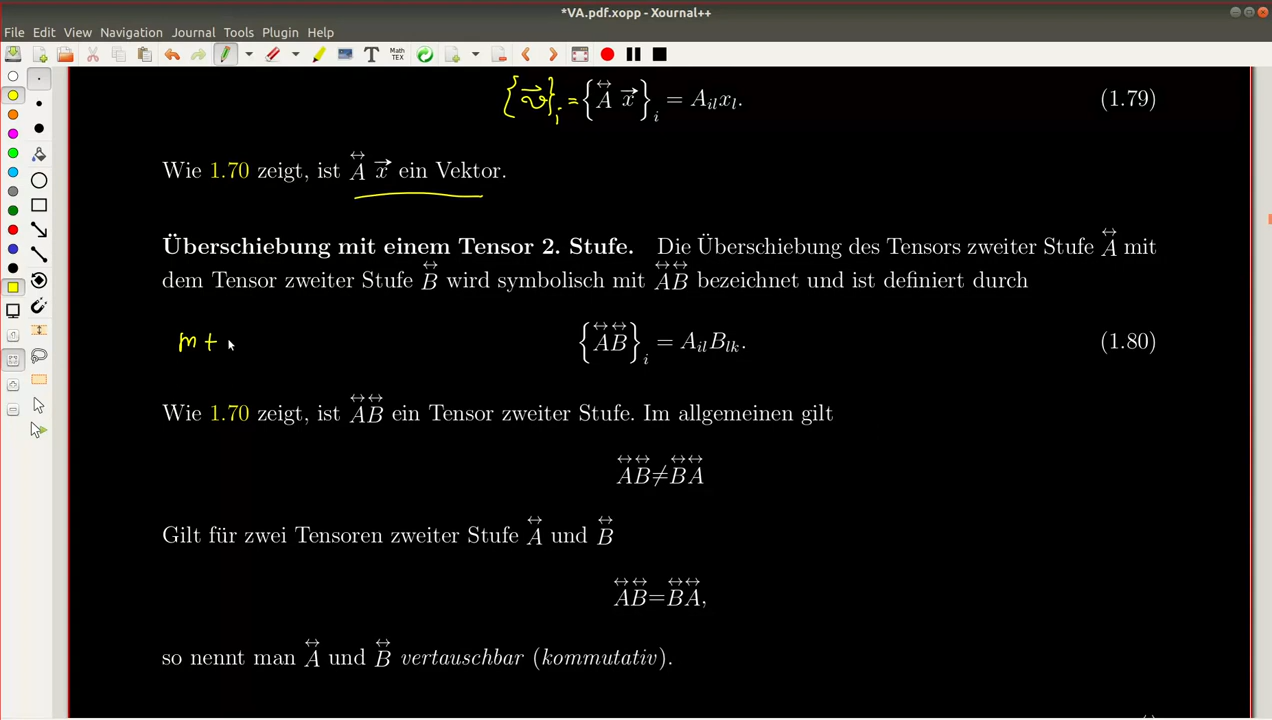 *VA.pdf.xopp - Xournal++
File Edit View Navigation Journal Tools Plugin Help
T Math TEX
{v⃗}ᵢ = {A↔ x⃗}ᵢ = Aᵢₗxₗ. (1.79)
Wie 1.70 zeigt, ist A↔ x⃗ ein Vektor.
Überschiebung mit einem Tensor 2. Stufe. Die Überschiebung des Tensors zweiter Stufe A↔ mit
dem Tensor zweiter Stufe B↔ wird symbolisch mit A↔B↔ bezeichnet und ist definiert durch
m + {A↔B↔}ᵢ = AᵢₗBₗₖ. (1.80)
Wie 1.70 zeigt, ist A↔B↔ ein Tensor zweiter Stufe. Im allgemeinen gilt
A↔B↔≠B↔A↔
Gilt für zwei Tensoren zweiter Stufe A↔ und B↔
A↔B↔=B↔A↔,
so nennt man A↔ und B↔ vertauschbar (kommutativ).